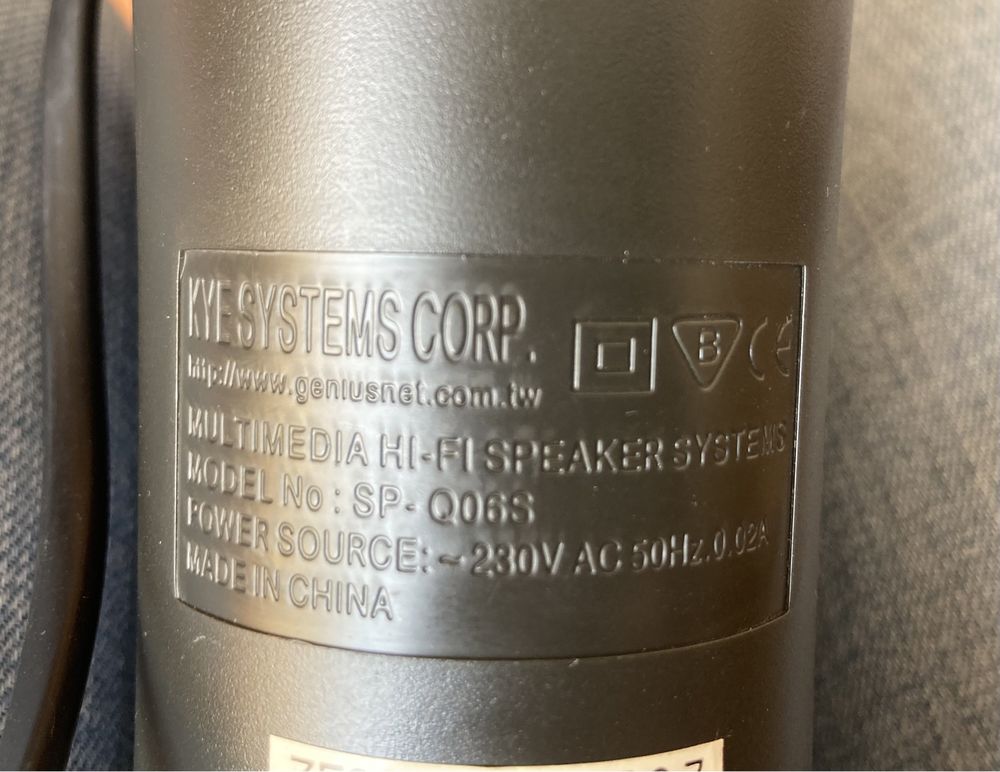 KYE SYSTEMS CORP.
B CE
http://www.geniusnet.com.tw
MULTIMEDIA HI-FI SPEAKER SYSTEMS
MODEL No : SP- Q06S
POWER SOURCE: ~ 230V AC 50Hz.0.02A
MADE IN CHINA